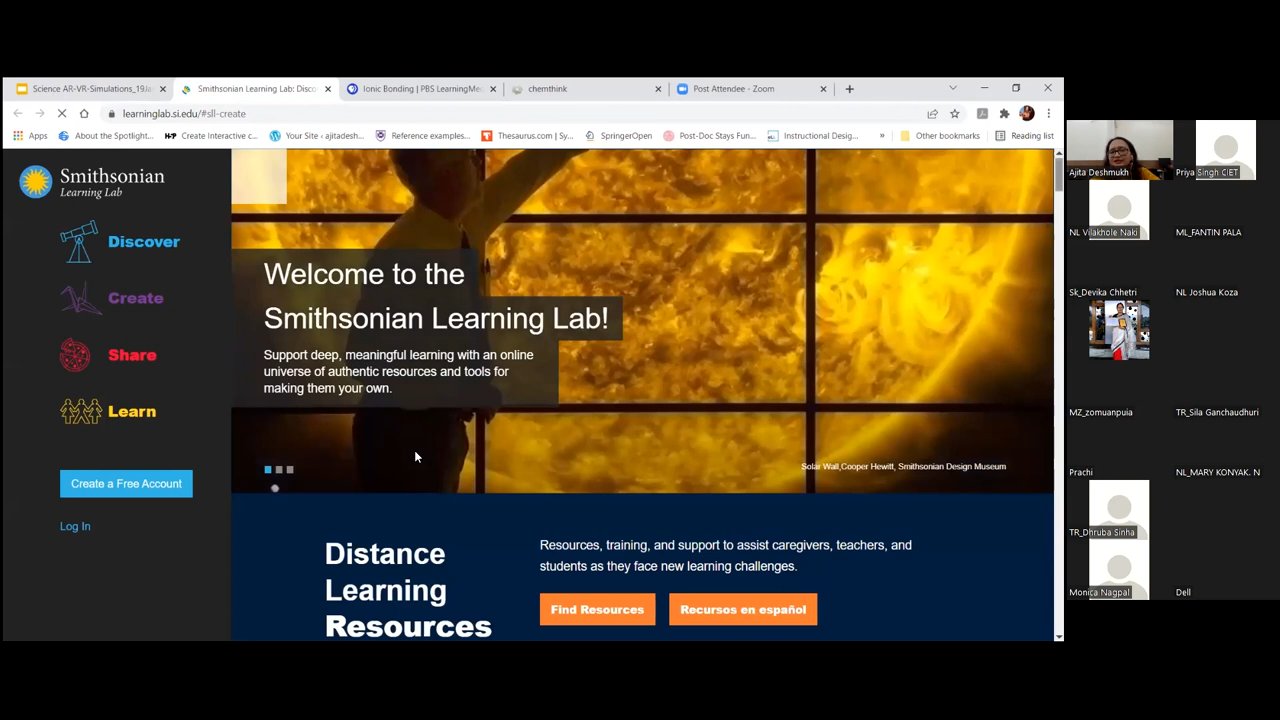 Science AR-VR-Simulations_19Ja
Smithsonian Learning Lab: Disco
Ionic Bonding | PBS LearningMe
chemthink
Post Attendee - Zoom
learninglab.si.edu/#sll-create
Apps
About the Spotlight...
Create Interactive c...
Your Site ‹ ajitadesh...
Reference examples...
Thesaurus.com | Sy...
SpringerOpen
Post-Doc Stays Fun...
Instructional Desig...
»
Other bookmarks
Reading list
Smithsonian
Learning Lab
Discover
Create
Share
Learn
Create a Free Account
Log In
Welcome to the
Smithsonian Learning Lab!
Support deep, meaningful learning with an online
universe of authentic resources and tools for
making them your own.
Solar Wall,Cooper Hewitt, Smithsonian Design Museum
Distance
Learning
Resources
Resources, training, and support to assist caregivers, teachers, and
students as they face new learning challenges.
Find Resources
Recursos en español
Ajita Deshmukh
Priya Singh CIET
NL Vilakhole Naki
ML_FANTIN PALA
Sk_Devika Chhetri
NL Joshua Koza
MZ_zomuanpuia
TR_Sila Ganchaudhuri
Prachi
NL_MARY KONYAK. N
TR_Dhruba Sinha
Monica Nagpal
Dell